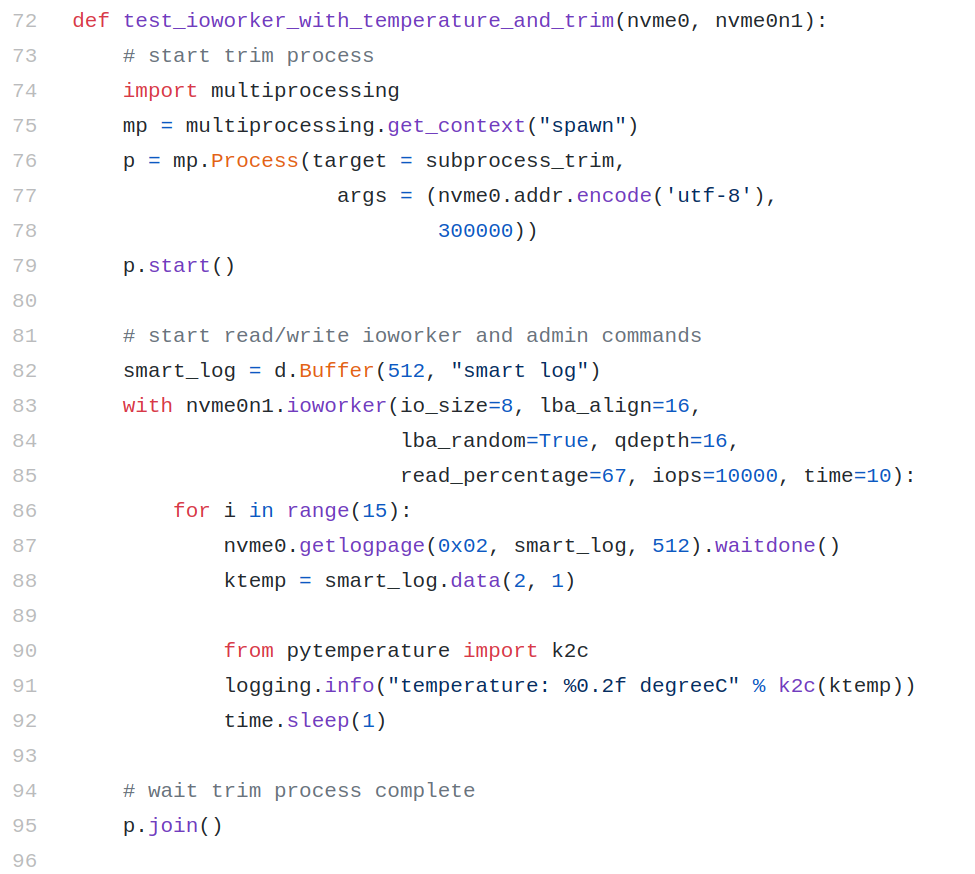 72 def test_ioworker_with_temperature_and_trim(nvme0, nvme0n1):
73     # start trim process
74     import multiprocessing
75     mp = multiprocessing.get_context("spawn")
76     p = mp.Process(target = subprocess_trim,
77                      args = (nvme0.addr.encode('utf-8'),
78                              300000))
79     p.start()
80
81     # start read/write ioworker and admin commands
82     smart_log = d.Buffer(512, "smart log")
83     with nvme0n1.ioworker(io_size=8, lba_align=16,
84                           lba_random=True, qdepth=16,
85                           read_percentage=67, iops=10000, time=10):
86         for i in range(15):
87             nvme0.getlogpage(0x02, smart_log, 512).waitdone()
88             ktemp = smart_log.data(2, 1)
89
90             from pytemperature import k2c
91             logging.info("temperature: %0.2f degreeC" % k2c(ktemp))
92             time.sleep(1)
93
94     # wait trim process complete
95     p.join()
96